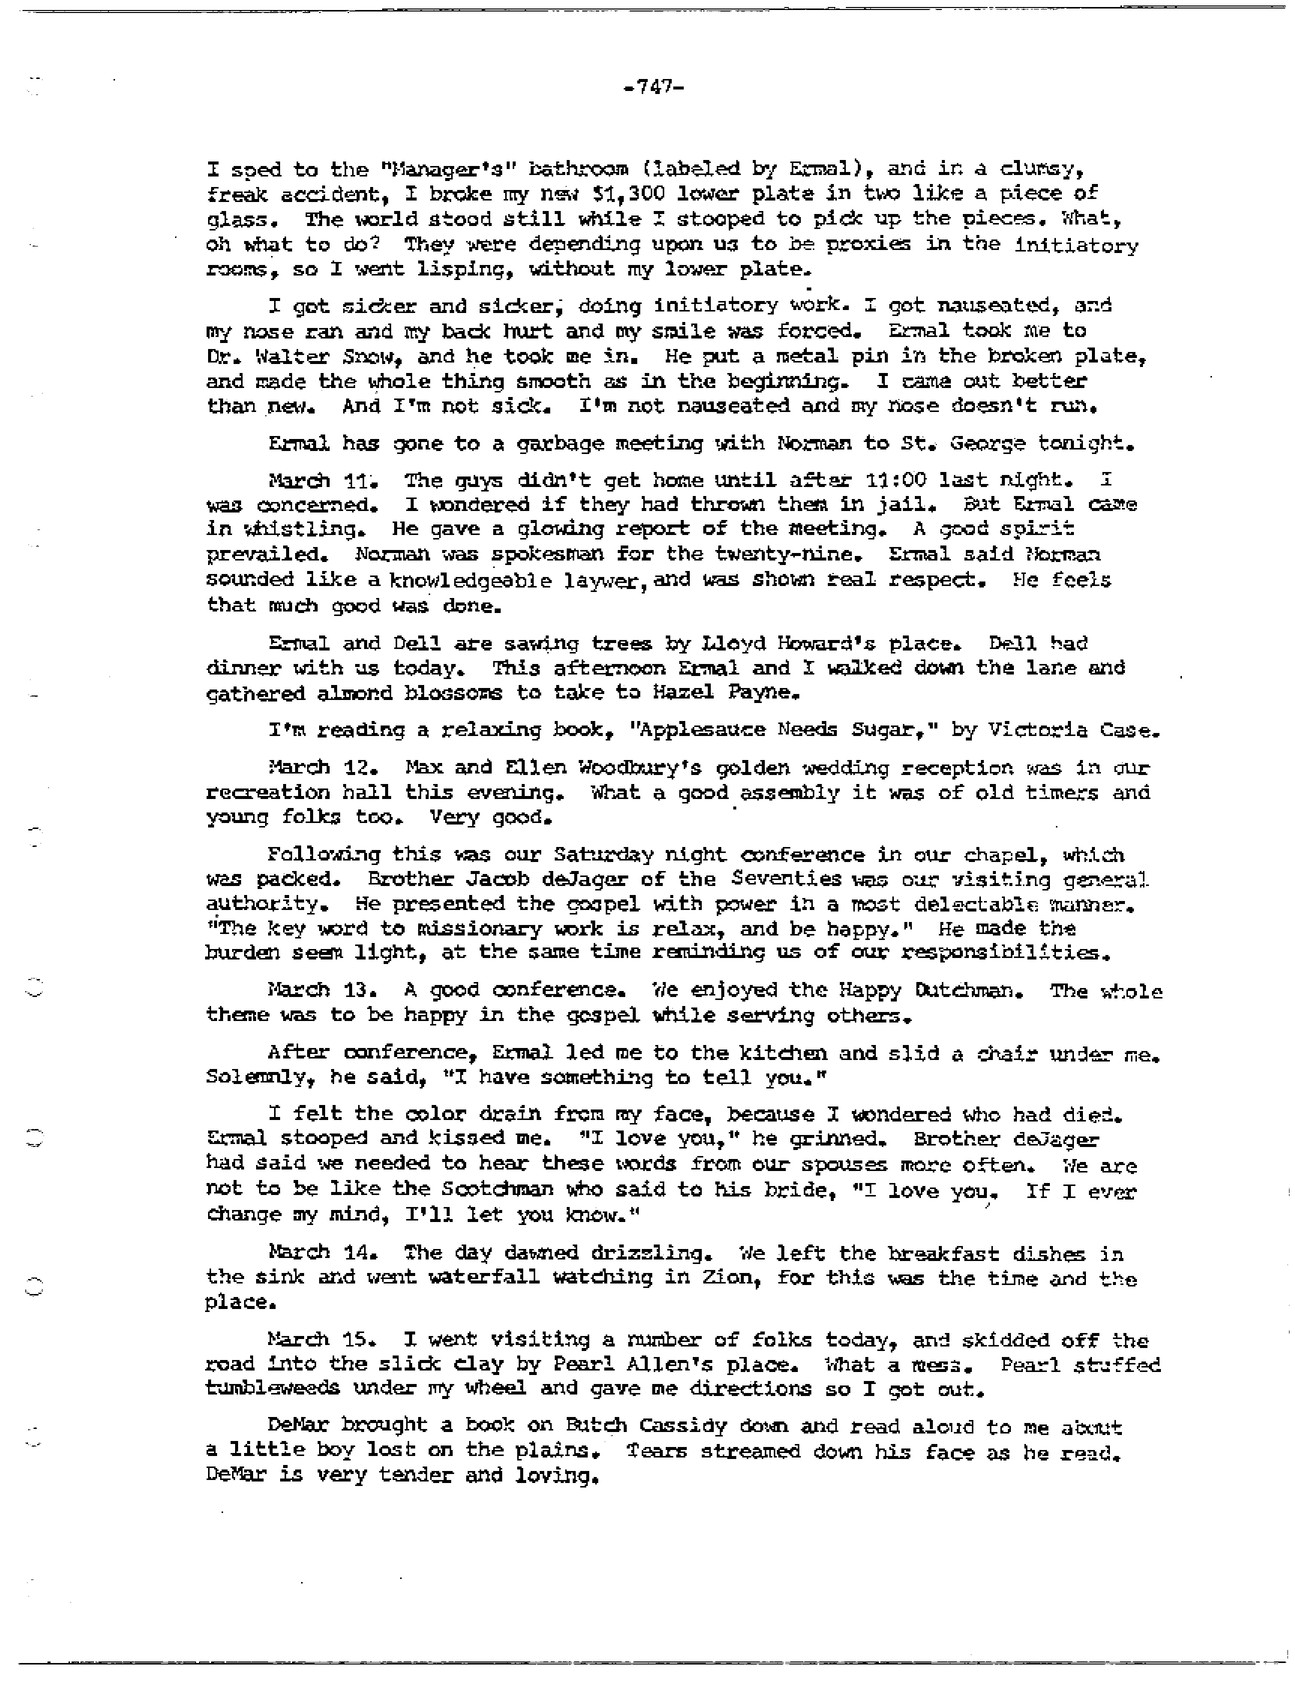 -747-
I sped to the "Manager's" bathroom (labeled by Ermal), and in a clumsy,
freak accident, I broke my new $1,300 lower plate in two like a piece of
glass. The world stood still while I stooped to pick up the pieces. What,
oh what to do? They were depending upon us to be proxies in the initiatory
rooms, so I went lisping, without my lower plate.
I got sicker and sicker, doing initiatory work. I got nauseated, and
my nose ran and my back hurt and my smile was forced. Ermal took me to
Dr. Walter Snow, and he took me in. He put a metal pin in the broken plate,
and made the whole thing smooth as in the beginning. I came out better
than new. And I'm not sick. I'm not nauseated and my nose doesn't run.
Ermal has gone to a garbage meeting with Norman to St. George tonight.
March 11. The guys didn't get home until after 11:00 last night. I
was concerned. I wondered if they had thrown them in jail. But Ermal came
in whistling. He gave a glowing report of the meeting. A good spirit
prevailed. Norman was spokesman for the twenty-nine. Ermal said Norman
sounded like a knowledgeable laywer, and was shown real respect. He feels
that much good was done.
Ermal and Dell are sawing trees by Lloyd Howard's place. Dell had
dinner with us today. This afternoon Ermal and I walked down the lane and
gathered almond blossoms to take to Hazel Payne.
I'm reading a relaxing book, "Applesauce Needs Sugar," by Victoria Case.
March 12. Max and Ellen Woodbury's golden wedding reception was in our
recreation hall this evening. What a good assembly it was of old timers and
young folks too. Very good.
Following this was our Saturday night conference in our chapel, which
was packed. Brother Jacob deJager of the Seventies was our visiting general
authority. He presented the gospel with power in a most delectable manner.
"The key word to missionary work is relax, and be happy." He made the
burden seem light, at the same time reminding us of our responsibilities.
March 13. A good conference. We enjoyed the Happy Dutchman. The whole
theme was to be happy in the gospel while serving others.
After conference, Ermal led me to the kitchen and slid a chair under me.
Solemnly, he said, "I have something to tell you."
I felt the color drain from my face, because I wondered who had died.
Ermal stooped and kissed me. "I love you," he grinned. Brother deJager
had said we needed to hear these words from our spouses more often. We are
not to be like the Scotchman who said to his bride, "I love you. If I ever
change my mind, I'll let you know."
March 14. The day dawned drizzling. We left the breakfast dishes in
the sink and went waterfall watching in Zion, for this was the time and the
place.
March 15. I went visiting a number of folks today, and skidded off the
road into the slick clay by Pearl Allen's place. What a mess. Pearl stuffed
tumbleweeds under my wheel and gave me directions so I got out.
DeMar brought a book on Butch Cassidy down and read aloud to me about
a little boy lost on the plains. Tears streamed down his face as he read.
DeMar is very tender and loving.